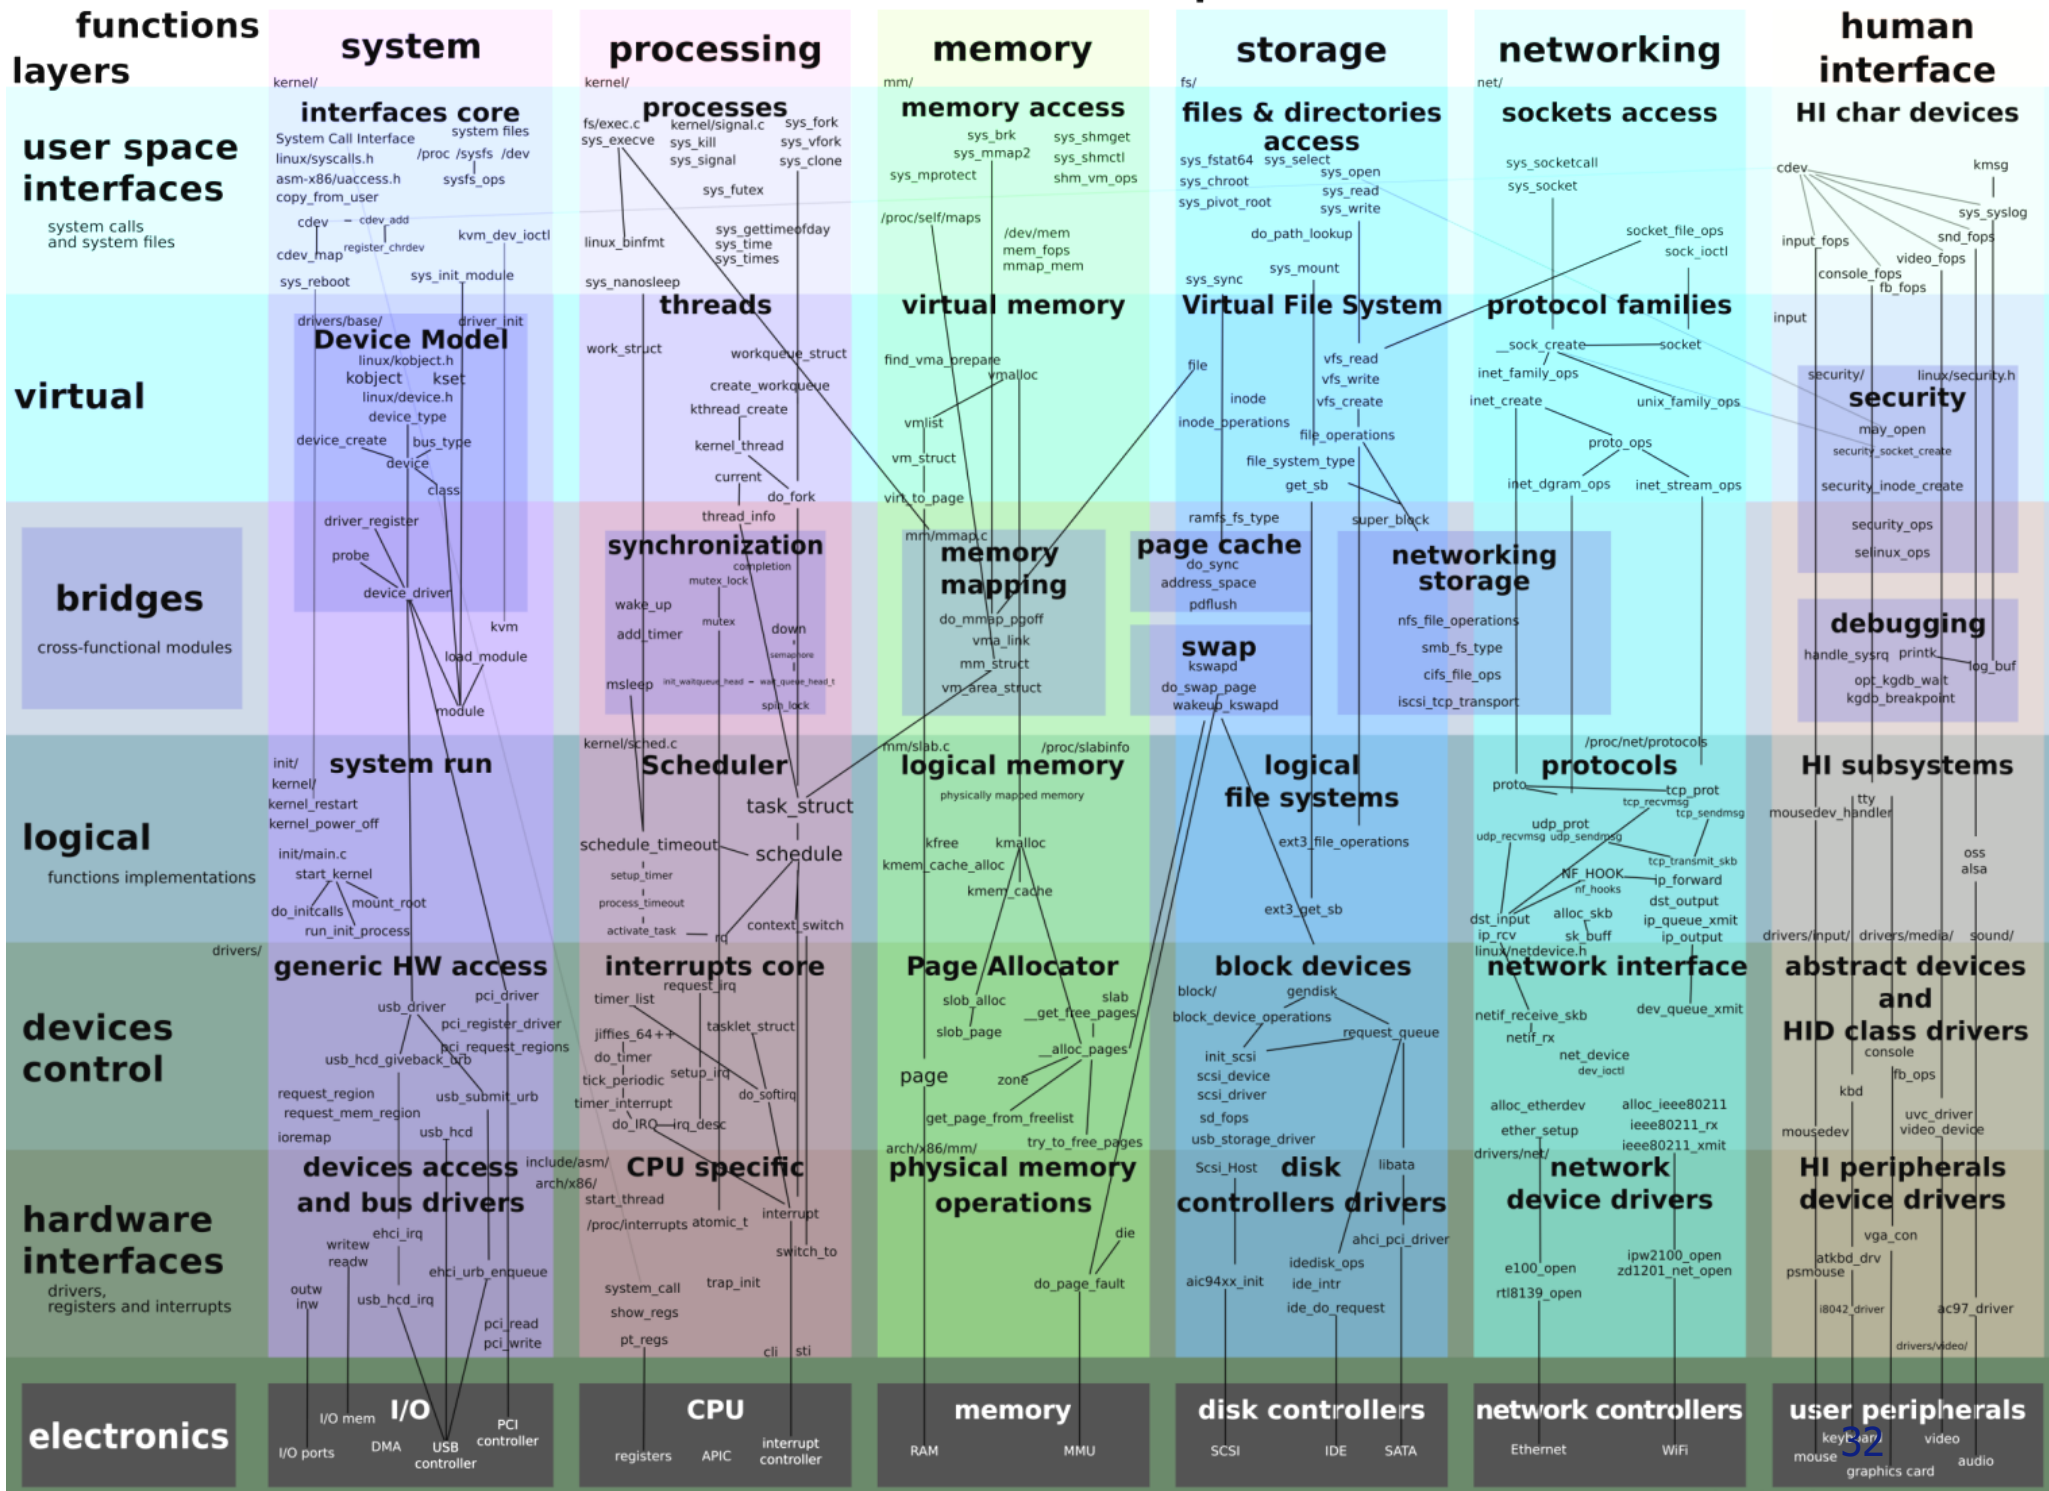 functions
layers
system
processing
memory
storage
networking
human
interface
kernel/
kernel/
mm/
fs/
net/
user space
interfaces
system calls
and system files
interfaces core
System Call Interface
system files
linux/syscalls.h
/proc /sysfs /dev
asm-x86/uaccess.h
sysfs_ops
copy_from_user
cdev
cdev_add
register_chrdev
cdev_map
kvm_dev_ioctl
sys_reboot
sys_init_module
processes
fs/exec.c
kernel/signal.c
sys_fork
sys_execve
sys_kill
sys_vfork
sys_signal
sys_clone
sys_futex
linux_binfmt
sys_gettimeofday
sys_time
sys_times
sys_nanosleep
memory access
sys_brk
sys_shmget
sys_mmap2
sys_shmctl
sys_mprotect
shm_vm_ops
/proc/self/maps
/dev/mem
mem_fops
mmap_mem
files & directories
access
sys_fstat64
sys_select
sys_open
sys_chroot
sys_read
sys_pivot_root
sys_write
do_path_lookup
sys_mount
sys_sync
sockets access
sys_socketcall
sys_socket
socket_file_ops
sock_ioctl
HI char devices
cdev
kmsg
sys_syslog
input_fops
snd_fops
video_fops
console_fops
fb_fops
virtual
drivers/base/
driver_init
Device Model
linux/kobject.h
kobject
kset
linux/device.h
device_type
device_create
bus_type
device
class
driver_register
probe
device_driver
threads
work_struct
workqueue_struct
create_workqueue
kthread_create
kernel_thread
current
do_fork
thread_info
virtual memory
find_vma_prepare
vmalloc
vmlist
vm_struct
virt_to_page
Virtual File System
file
vfs_read
vfs_write
inode
vfs_create
inode_operations
file_operations
file_system_type
get_sb
ramfs_fs_type
super_block
protocol families
__sock_create
socket
inet_family_ops
inet_create
unix_family_ops
proto_ops
inet_dgram_ops
inet_stream_ops
input
security/
linux/security.h
security
may_open
security_socket_create
security_inode_create
security_ops
selinux_ops
bridges
cross-functional modules
kvm
load_module
module
synchronization
completion
mutex_lock
wake_up
mutex
add_timer
down
semaphore
msleep
init_waitqueue_head
wait_queue_head_t
spin_lock
mm/mmap.c
memory
mapping
do_mmap_pgoff
vma_link
mm_struct
vm_area_struct
page cache
do_sync
address_space
pdflush
swap
kswapd
do_swap_page
wakeup_kswapd
networking
storage
nfs_file_operations
smb_fs_type
cifs_file_ops
iscsi_tcp_transport
debugging
handle_sysrq
printk
log_buf
opt_kgdb_wait
kgdb_breakpoint
logical
functions implementations
init/
system run
kernel/
kernel_restart
kernel_power_off
init/main.c
start_kernel
do_initcalls
mount_root
run_init_process
kernel/sched.c
Scheduler
task_struct
schedule_timeout
schedule
setup_timer
process_timeout
activate_task
rq
context_switch
mm/slab.c
/proc/slabinfo
logical memory
physically mapped memory
kfree
kmalloc
kmem_cache_alloc
kmem_cache
logical
file systems
ext3_file_operations
ext3_get_sb
/proc/net/protocols
protocols
proto
tcp_prot
tcp_recvmsg
tcp_sendmsg
udp_prot
udp_recvmsg
udp_sendmsg
tcp_transmit_skb
NF_HOOK
ip_forward
nf_hooks
dst_output
dst_input
alloc_skb
ip_queue_xmit
ip_rcv
sk_buff
ip_output
linux/netdevice.h
HI subsystems
tty
mousedev_handler
oss
alsa
drivers/input/
drivers/media/
sound/
drivers/
devices
control
generic HW access
usb_driver
pci_driver
pci_register_driver
pci_request_regions
usb_hcd_giveback_urb
request_region
usb_submit_urb
request_mem_region
ioremap
usb_hcd
interrupts core
request_irq
timer_list
jiffies_64++
tasklet_struct
do_timer
setup_irq
tick_periodic
do_softirq
timer_interrupt
do_IRQ
irq_desc
Page Allocator
slob_alloc
slab
__get_free_pages
slob_page
__alloc_pages
page
zone
get_page_from_freelist
try_to_free_pages
arch/x86/mm/
block devices
block/
gendisk
block_device_operations
request_queue
init_scsi
scsi_device
scsi_driver
sd_fops
usb_storage_driver
network interface
netif_receive_skb
dev_queue_xmit
netif_rx
net_device
dev_ioctl
alloc_etherdev
alloc_ieee80211
ether_setup
ieee80211_rx
ieee80211_xmit
drivers/net/
abstract devices
and
HID class drivers
console
fb_ops
kbd
uvc_driver
mousedev
video_device
hardware
interfaces
drivers,
registers and interrupts
devices access
and bus drivers
include/asm/
arch/x86/
ehci_irq
writew
readw
ehci_urb_enqueue
outw
inw
usb_hcd_irq
pci_read
pci_write
CPU specific
start_thread
/proc/interrupts
atomic_t
interrupt
switch_to
system_call
trap_init
show_regs
pt_regs
cli
sti
physical memory
operations
die
do_page_fault
Scsi_Host
disk
libata
controllers drivers
ahci_pci_driver
idedisk_ops
aic94xx_init
ide_intr
ide_do_request
network
device drivers
ipw2100_open
e100_open
zd1201_net_open
rtl8139_open
HI peripherals
device drivers
vga_con
atkbd_drv
psmouse
i8042_driver
ac97_driver
drivers/video/
electronics
I/O
I/O mem
PCI
controller
I/O ports
DMA
USB
controller
CPU
registers
APIC
interrupt
controller
memory
RAM
MMU
disk controllers
SCSI
IDE
SATA
network controllers
Ethernet
WiFi
user peripherals
keyboard
32
video
mouse
graphics card
audio